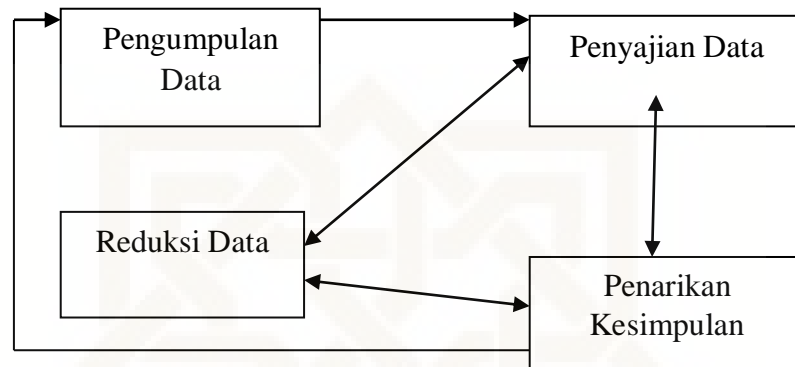 Pengumpulan
Data
Penyajian Data
Reduksi Data
Penarikan
Kesimpulan